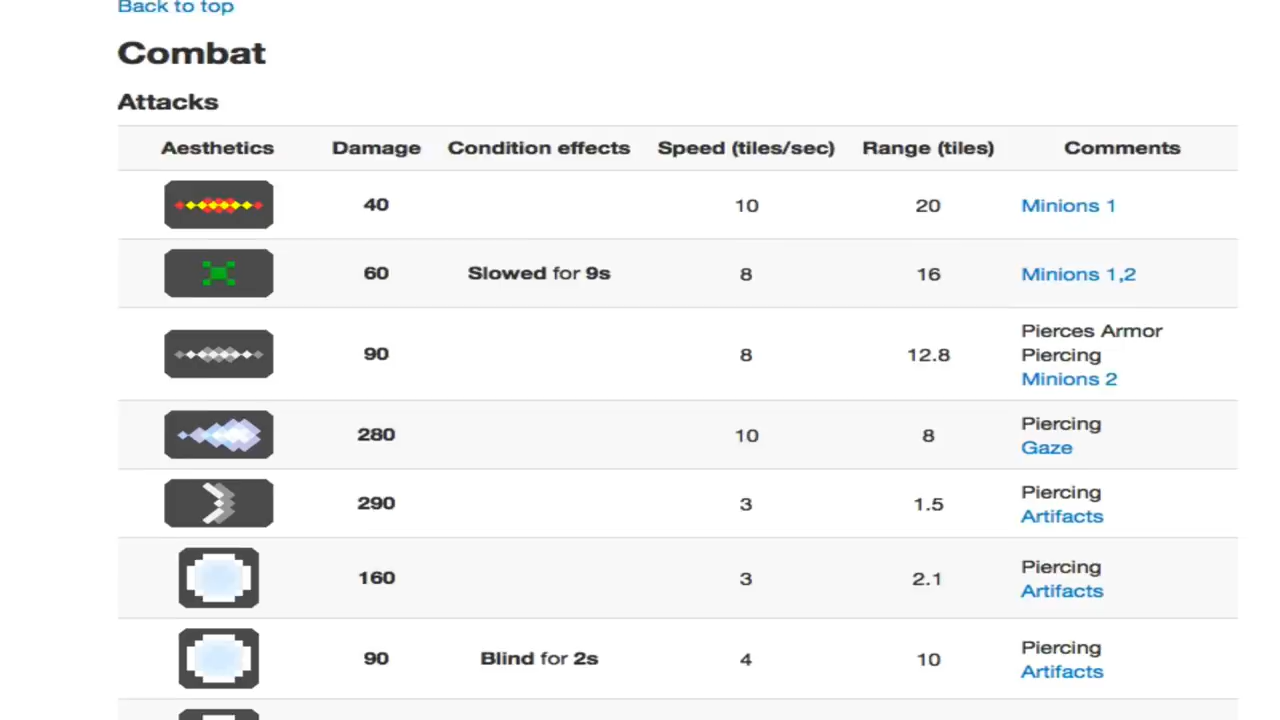 Back to top
Combat
Attacks
Aesthetics Damage Condition effects Speed (tiles/sec) Range (tiles) Comments
40 10 20 Minions 1
60 Slowed for 9s 8 16 Minions 1,2
90 8 12.8 Pierces Armor
Piercing
Minions 2
280 10 8 Piercing
Gaze
290 3 1.5 Piercing
Artifacts
160 3 2.1 Piercing
Artifacts
90 Blind for 2s 4 10 Piercing
Artifacts